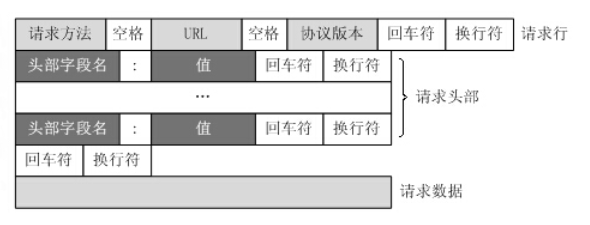 请求方法 空格 URL 空格 协议版本 回车符 换行符 请求行
头部字段名 : 值 回车符 换行符
… 请求头部
头部字段名 : 值 回车符 换行符
回车符 换行符
请求数据